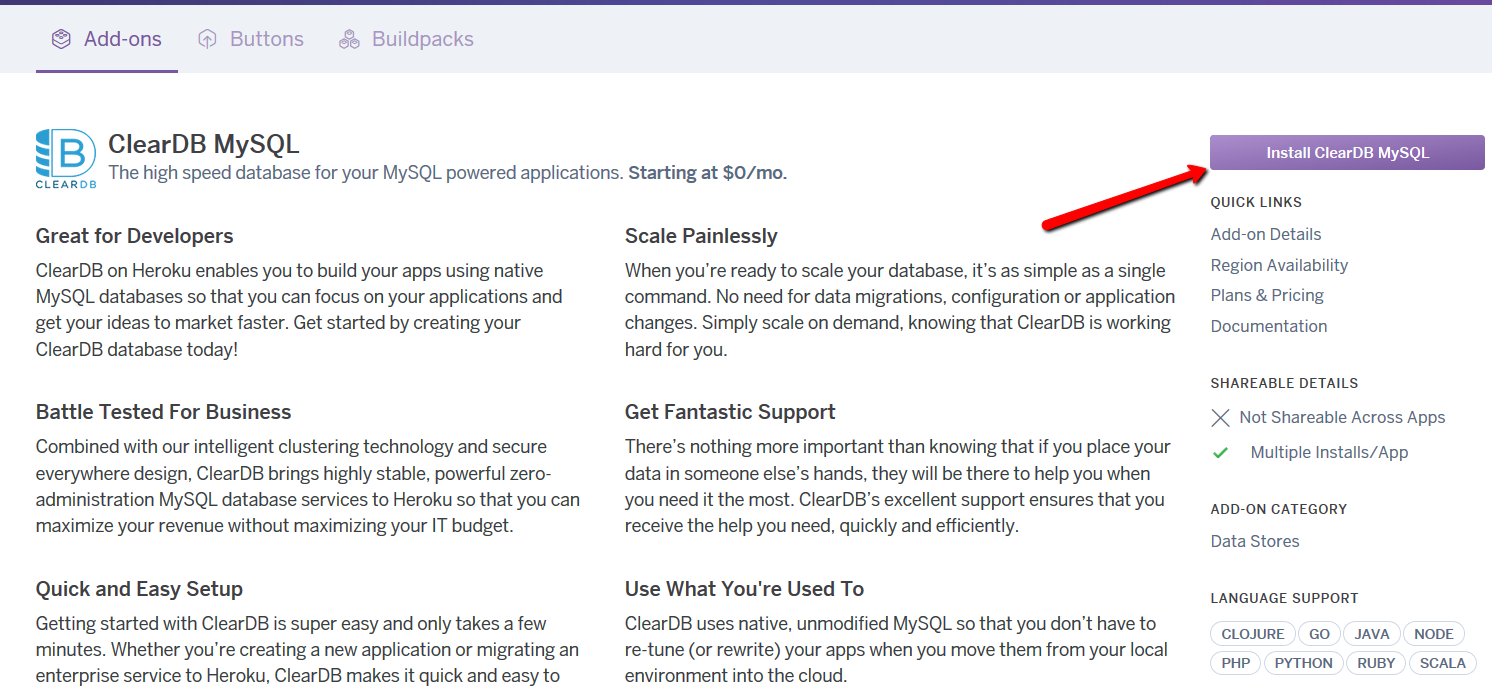 Add-ons Buttons Buildpacks
B
CLEARDB
ClearDB MySQL
The high speed database for your MySQL powered applications. Starting at $0/mo.
Great for Developers
ClearDB on Heroku enables you to build your apps using native
MySQL databases so that you can focus on your applications and
get your ideas to market faster. Get started by creating your
ClearDB database today!
Scale Painlessly
When you’re ready to scale your database, it’s as simple as a single
command. No need for data migrations, configuration or application
changes. Simply scale on demand, knowing that ClearDB is working
hard for you.
Battle Tested For Business
Combined with our intelligent clustering technology and secure
everywhere design, ClearDB brings highly stable, powerful zero-
administration MySQL database services to Heroku so that you can
maximize your revenue without maximizing your IT budget.
Get Fantastic Support
There’s nothing more important than knowing that if you place your
data in someone else’s hands, they will be there to help you when
you need it the most. ClearDB’s excellent support ensures that you
receive the help you need, quickly and efficiently.
Quick and Easy Setup
Getting started with ClearDB is super easy and only takes a few
minutes. Whether you’re creating a new application or migrating an
enterprise service to Heroku, ClearDB makes it quick and easy to
Use What You're Used To
ClearDB uses native, unmodified MySQL so that you don’t have to
re-tune (or rewrite) your apps when you move them from your local
environment into the cloud.
Install ClearDB MySQL
QUICK LINKS
Add-on Details
Region Availability
Plans & Pricing
Documentation
SHAREABLE DETAILS
Not Shareable Across Apps
Multiple Installs/App
ADD-ON CATEGORY
Data Stores
LANGUAGE SUPPORT
CLOJURE GO JAVA NODE
PHP PYTHON RUBY SCALA